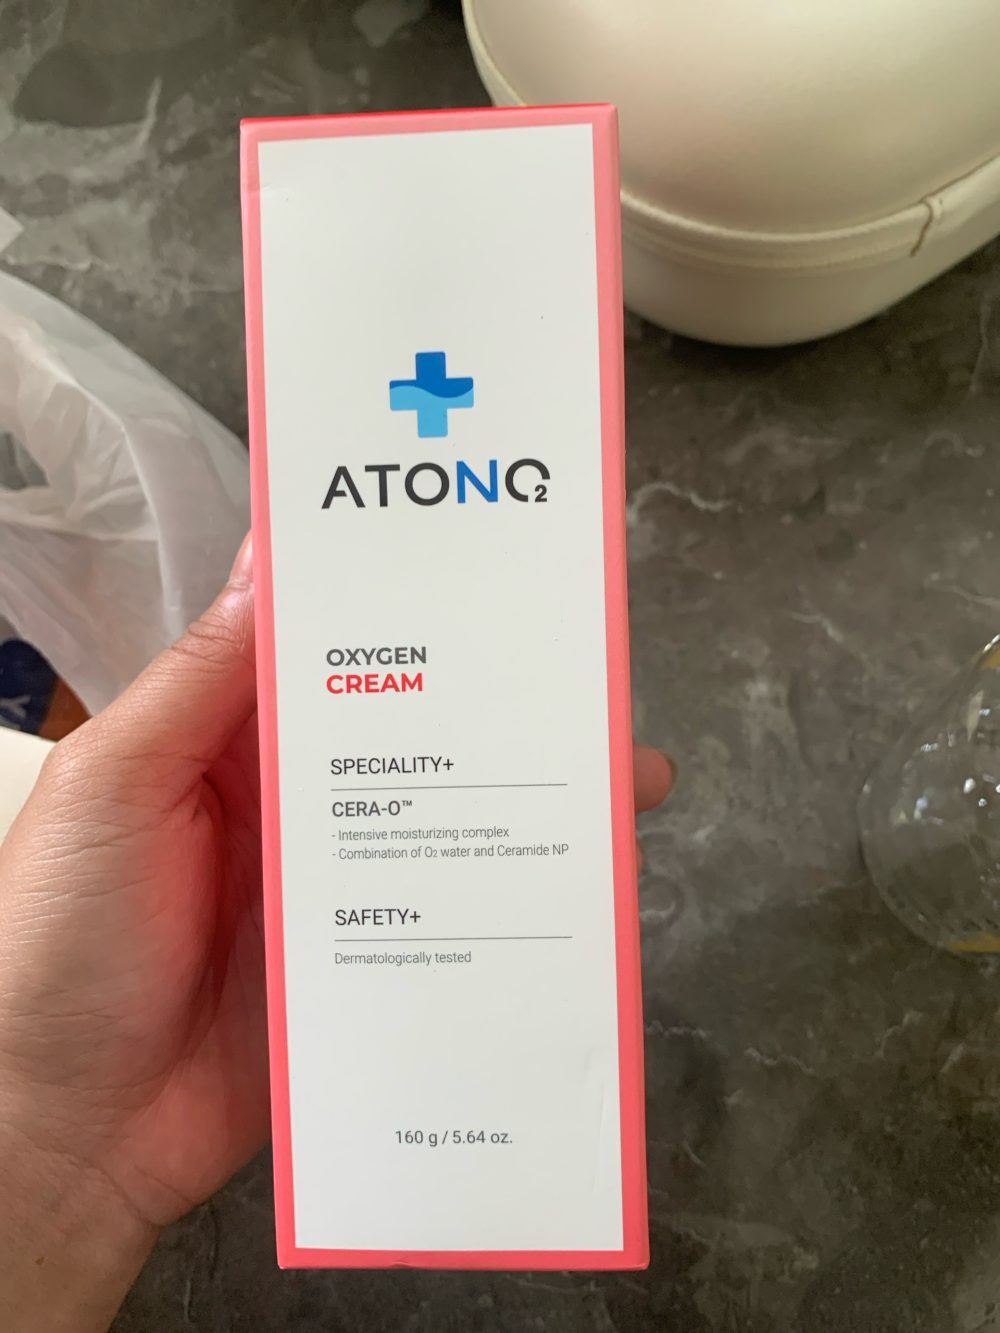 ATONO2
OXYGEN
CREAM
SPECIALITY+
CERA-O™
- Intensive moisturizing complex
- Combination of O2 water and Ceramide NP
SAFETY+
Dermatologically tested
160 g / 5.64 oz.